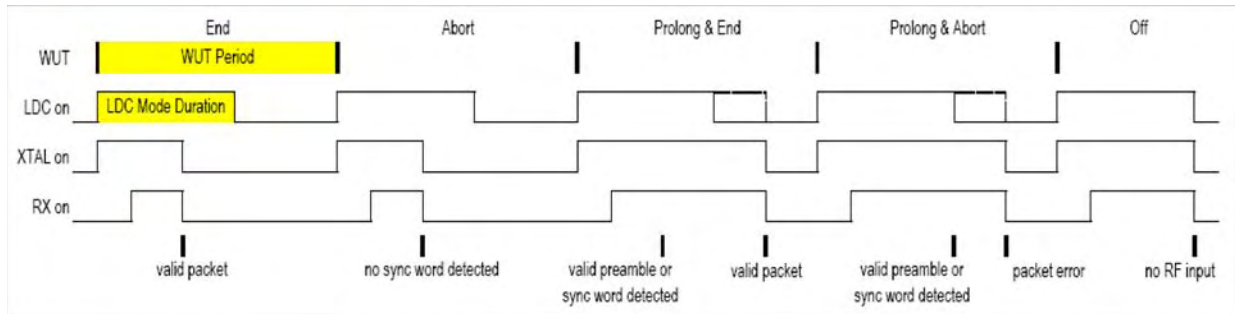 End
Abort
Prolong & End
Prolong & Abort
Off
WUT
WUT Period
LDC on
LDC Mode Duration
XTAL on
RX on
valid packet
no sync word detected
valid preamble or
sync word detected
valid packet
valid preamble or
sync word detected
packet error
no RF input